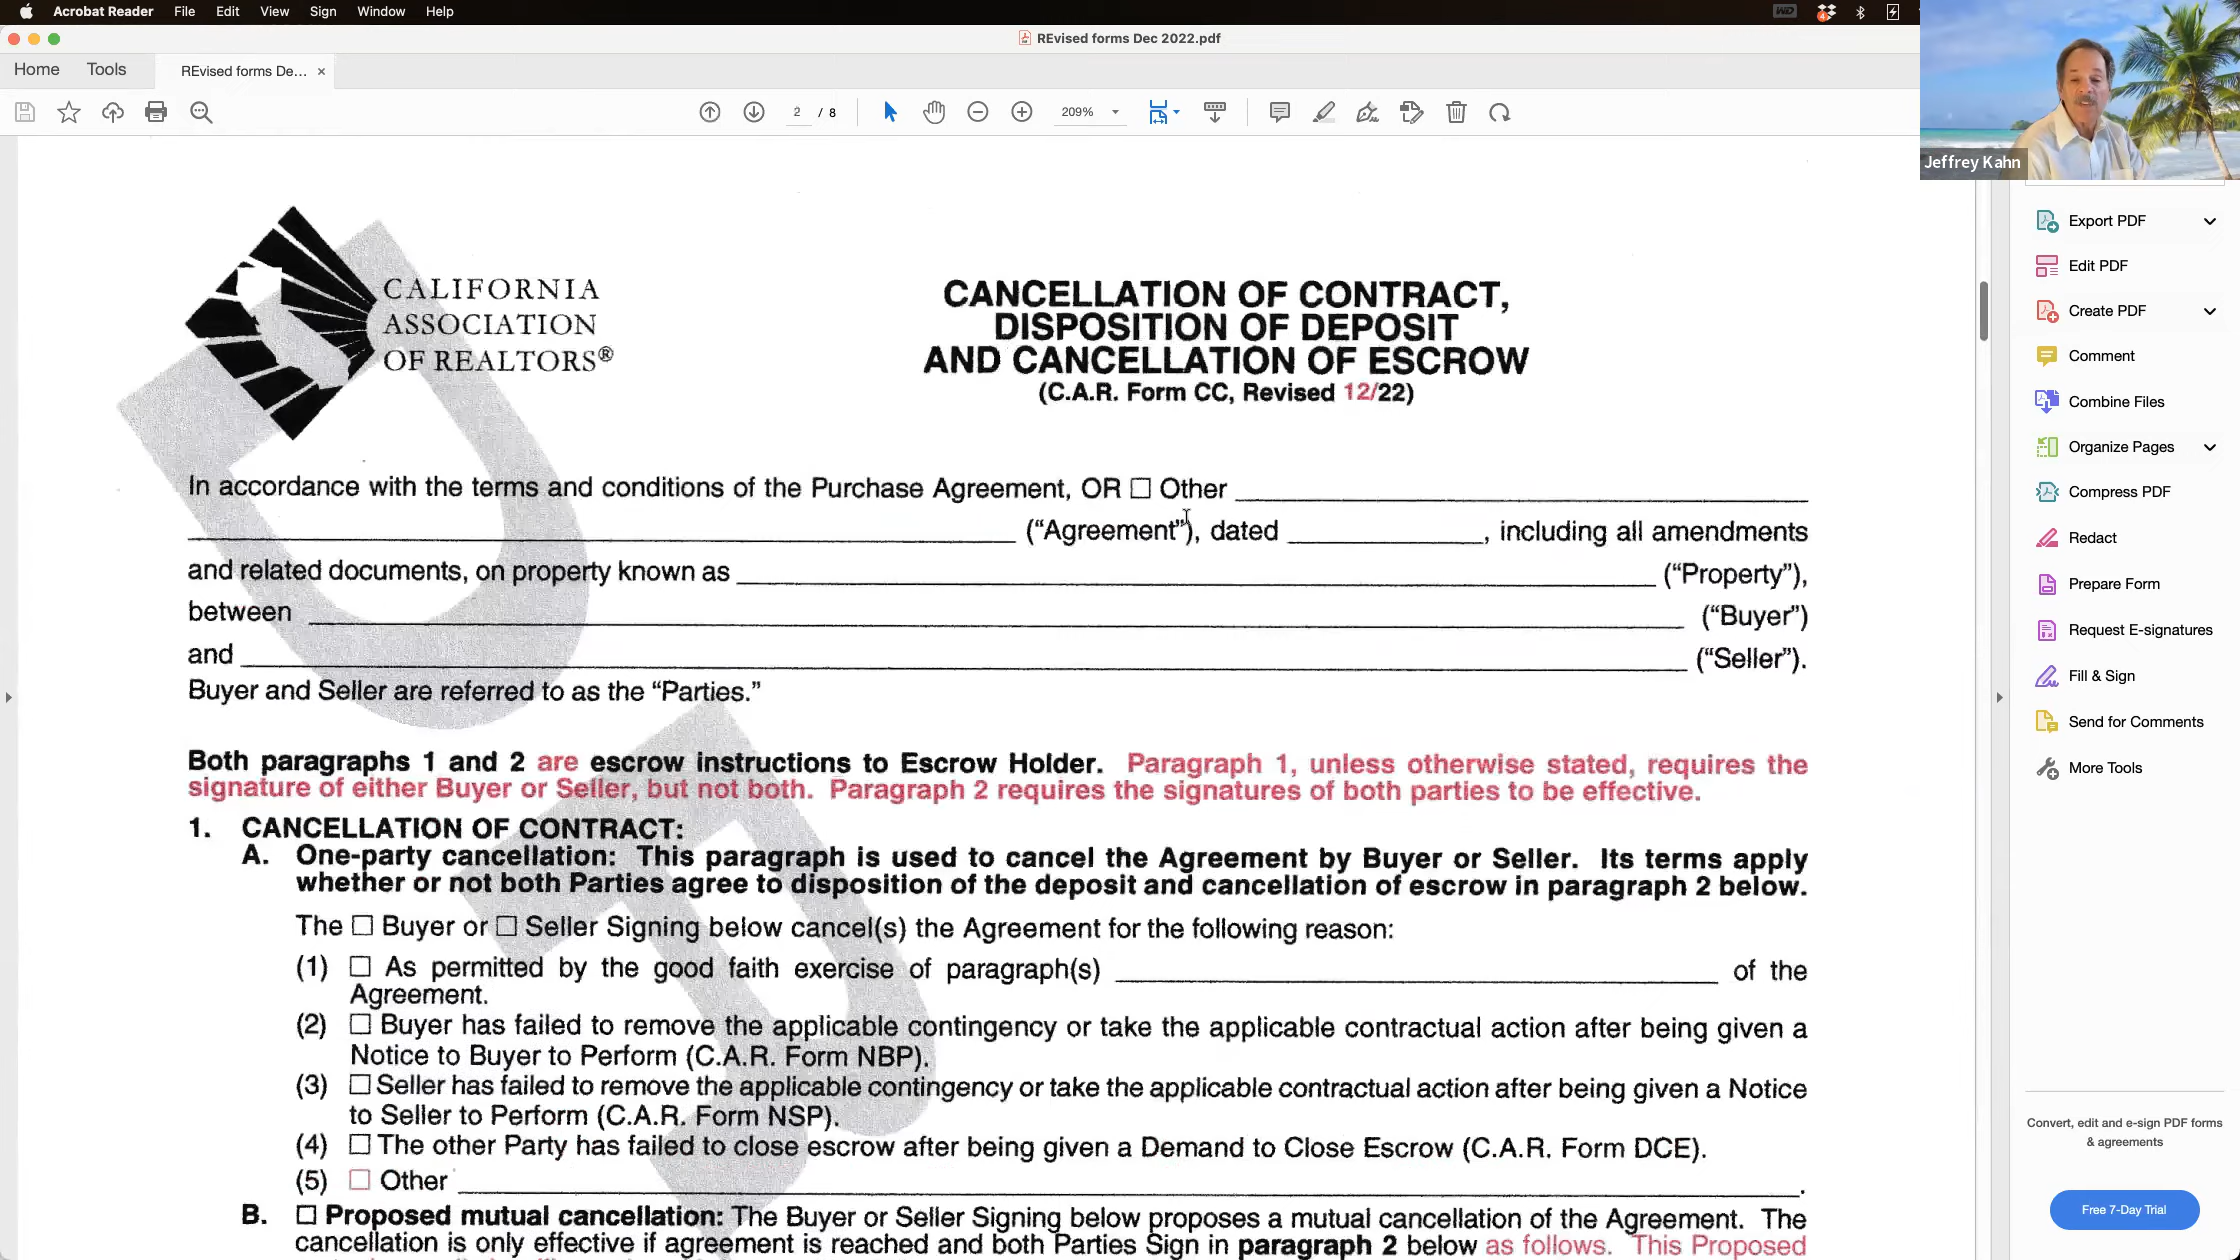 Acrobat Reader File Edit View Sign Window Help
REvised forms Dec 2022.pdf
Home Tools REvised forms De... ×
2 / 8 209%
Jeffrey Kahn
CALIFORNIA
ASSOCIATION
OF REALTORS®
CANCELLATION OF CONTRACT,
DISPOSITION OF DEPOSIT
AND CANCELLATION OF ESCROW
(C.A.R. Form CC, Revised 12/22)
In accordance with the terms and conditions of the Purchase Agreement, OR ☐ Other
(“Agreement”), dated , including all amendments
and related documents, on property known as (“Property”),
between (“Buyer”)
and (“Seller”).
Buyer and Seller are referred to as the “Parties.”
Both paragraphs 1 and 2 are escrow instructions to Escrow Holder. Paragraph 1, unless otherwise stated, requires the
signature of either Buyer or Seller, but not both. Paragraph 2 requires the signatures of both parties to be effective.
1. CANCELLATION OF CONTRACT:
A. One-party cancellation: This paragraph is used to cancel the Agreement by Buyer or Seller. Its terms apply
whether or not both Parties agree to disposition of the deposit and cancellation of escrow in paragraph 2 below.
The ☐ Buyer or ☐ Seller Signing below cancel(s) the Agreement for the following reason:
(1) ☐ As permitted by the good faith exercise of paragraph(s) of the
Agreement.
(2) ☐ Buyer has failed to remove the applicable contingency or take the applicable contractual action after being given a
Notice to Buyer to Perform (C.A.R. Form NBP).
(3) ☐ Seller has failed to remove the applicable contingency or take the applicable contractual action after being given a Notice
to Seller to Perform (C.A.R. Form NSP).
(4) ☐ The other Party has failed to close escrow after being given a Demand to Close Escrow (C.A.R. Form DCE).
(5) ☐ Other .
B. ☐ Proposed mutual cancellation: The Buyer or Seller Signing below proposes a mutual cancellation of the Agreement. The
cancellation is only effective if agreement is reached and both Parties Sign in paragraph 2 below as follows. This Proposed
Export PDF
Edit PDF
Create PDF
Comment
Combine Files
Organize Pages
Compress PDF
Redact
Prepare Form
Request E-signatures
Fill & Sign
Send for Comments
More Tools
Convert, edit and e-sign PDF forms
& agreements
Free 7-Day Trial